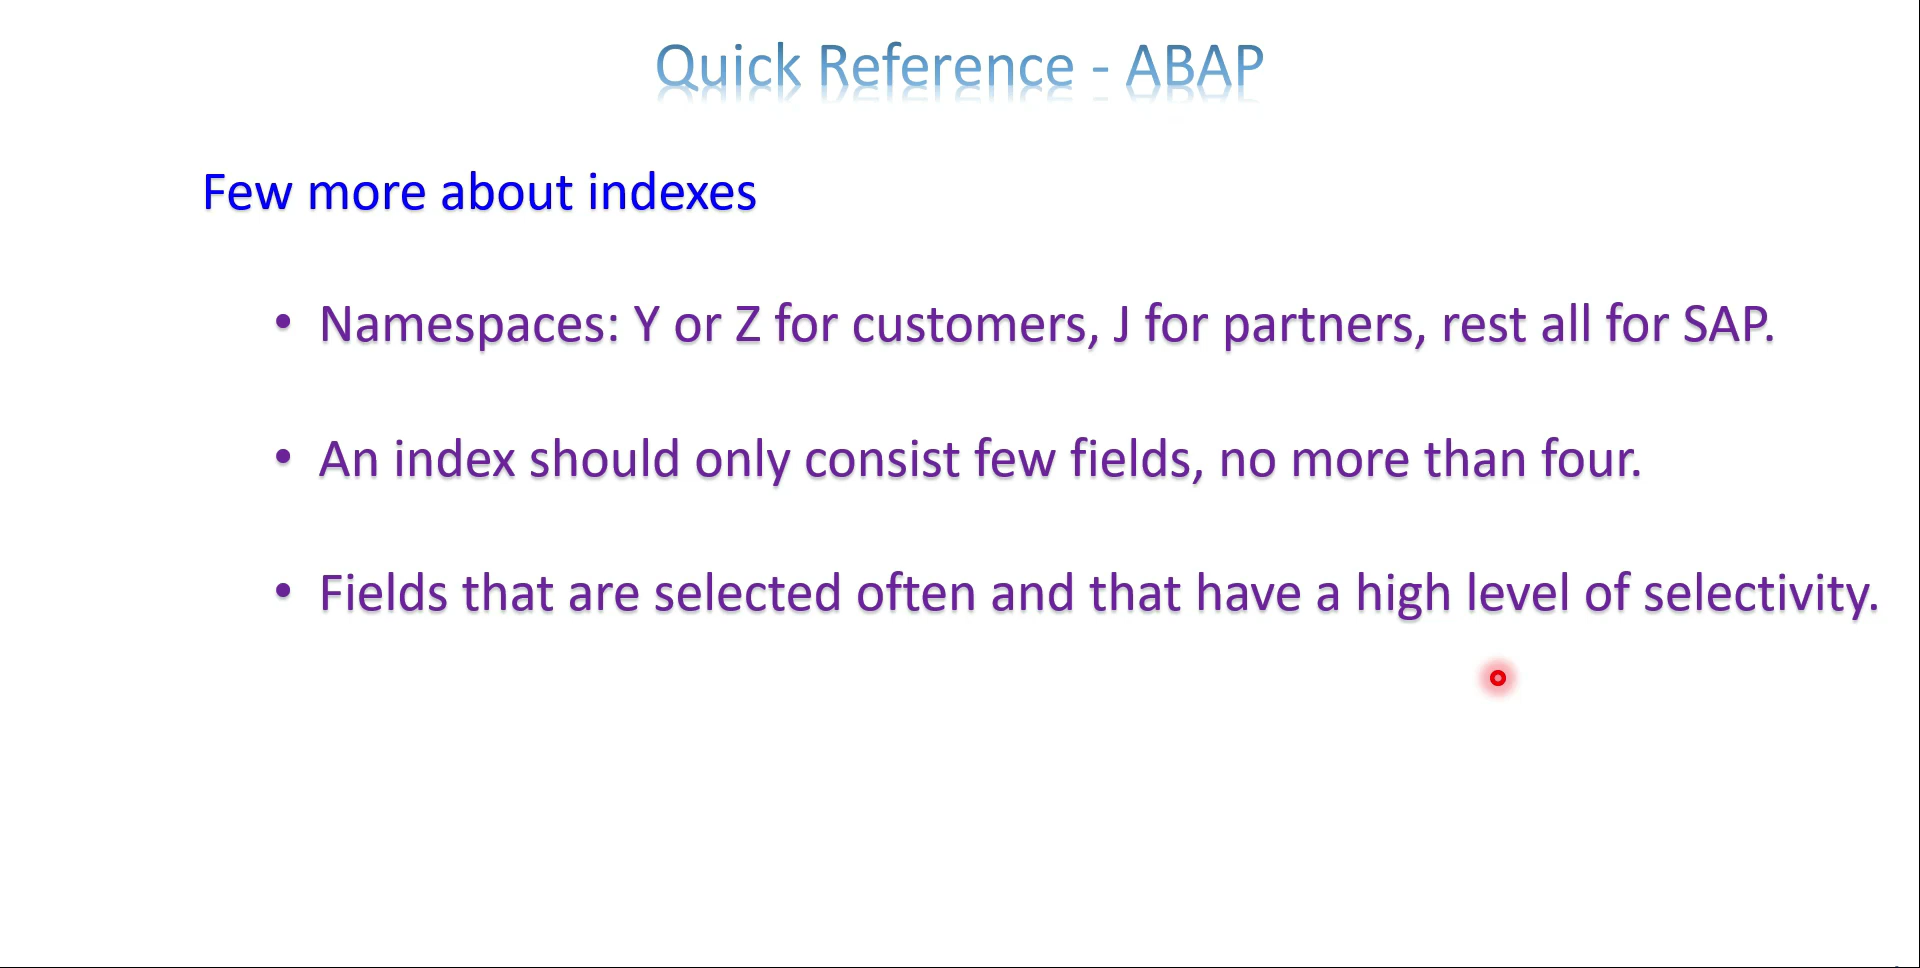 Quick Reference - ABAP
Few more about indexes
• Namespaces: Y or Z for customers, J for partners, rest all for SAP.
• An index should only consist few fields, no more than four.
• Fields that are selected often and that have a high level of selectivity.